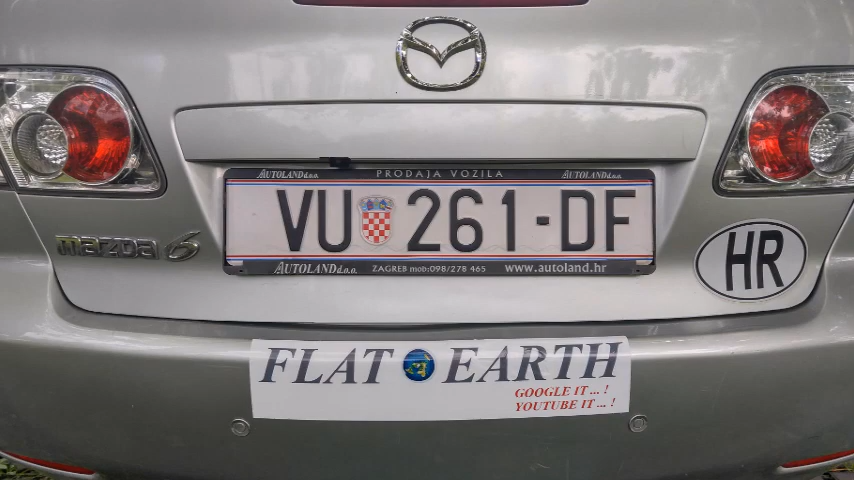 AUTOLAND d.o.o. PRODAJA VOZILA AUTOLAND d.o.o.
VU 261-DF
AUTOLAND d.o.o. ZAGREB mob:098/278 465 www.autoland.hr
mazda 6
HR
FLAT EARTH
GOOGLE IT ... !
YOUTUBE IT ... !